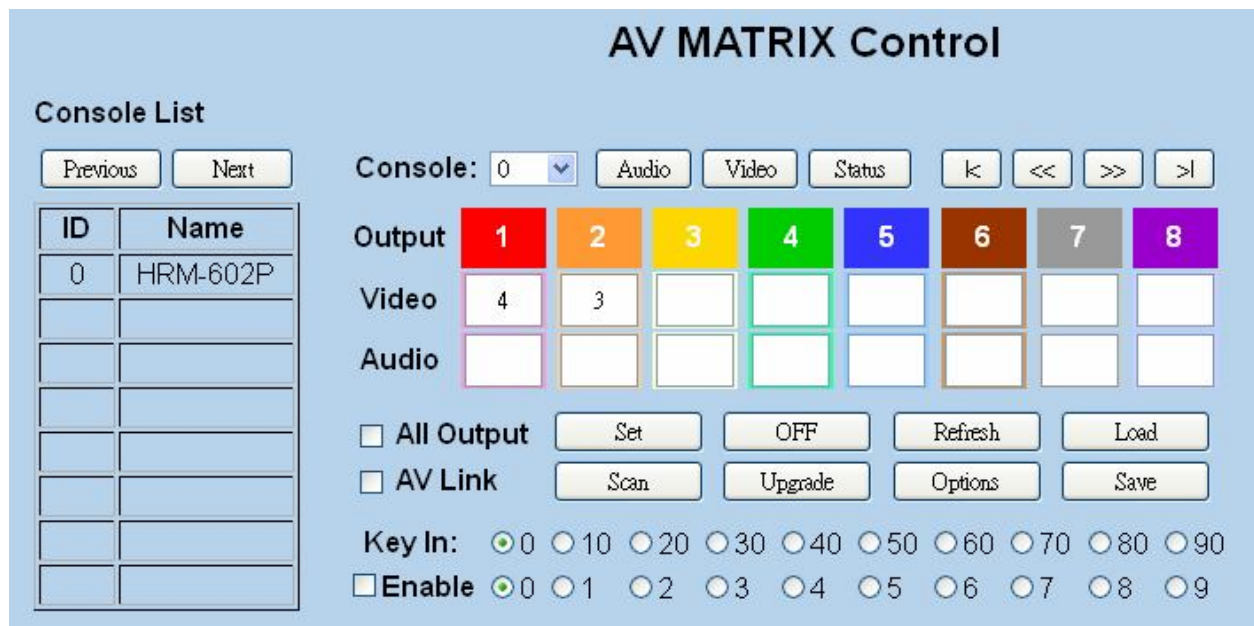 AV MATRIX Control
Console List
Previous Next
Console: 0 Audio Video Status |< << >> >|
ID Name
0 HRM-602P
Output 1 2 3 4 5 6 7 8
Video 4 3
Audio
All Output Set OFF Refresh Load
AV Link Scan Upgrade Options Save
Key In: 0 10 20 30 40 50 60 70 80 90
Enable 0 1 2 3 4 5 6 7 8 9